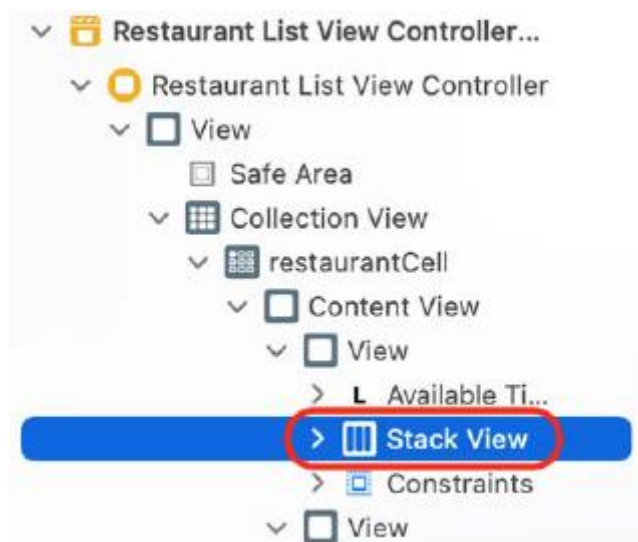 Restaurant List View Controller...
Restaurant List View Controller
View
Safe Area
Collection View
restaurantCell
Content View
View
L Available Ti...
Stack View
Constraints
View